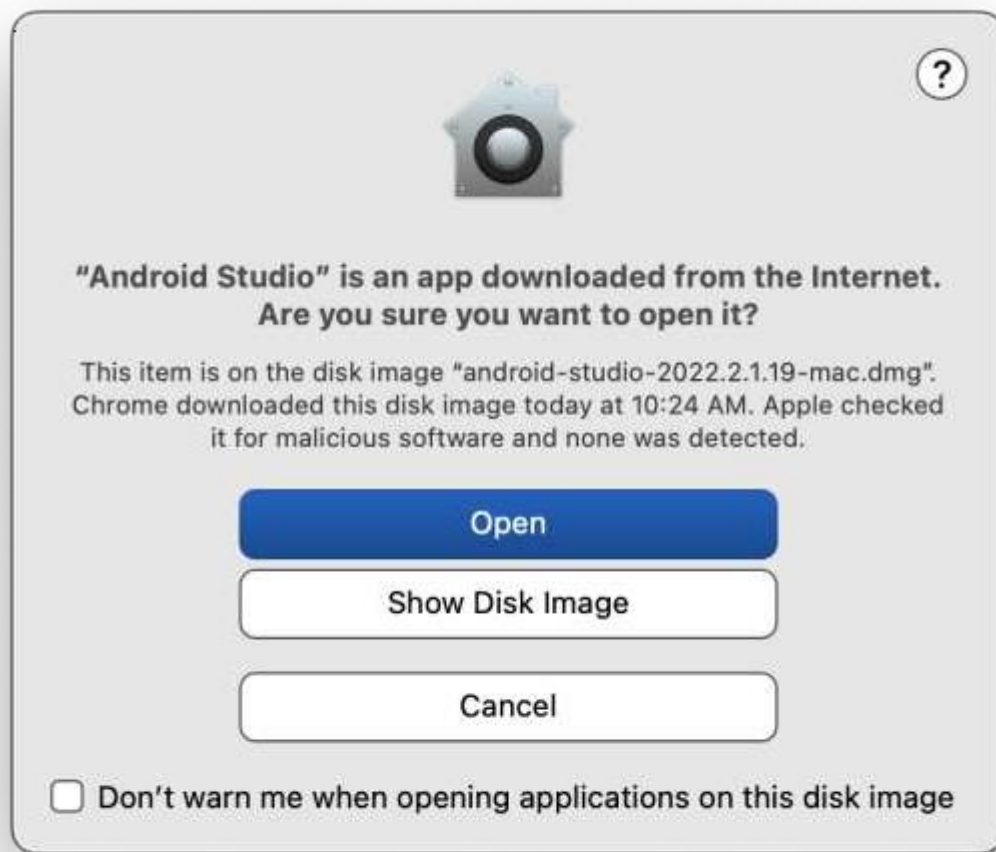 ?
“Android Studio” is an app downloaded from the Internet.
Are you sure you want to open it?
This item is on the disk image “android-studio-2022.2.1.19-mac.dmg”.
Chrome downloaded this disk image today at 10:24 AM. Apple checked
it for malicious software and none was detected.
Open
Show Disk Image
Cancel
Don’t warn me when opening applications on this disk image